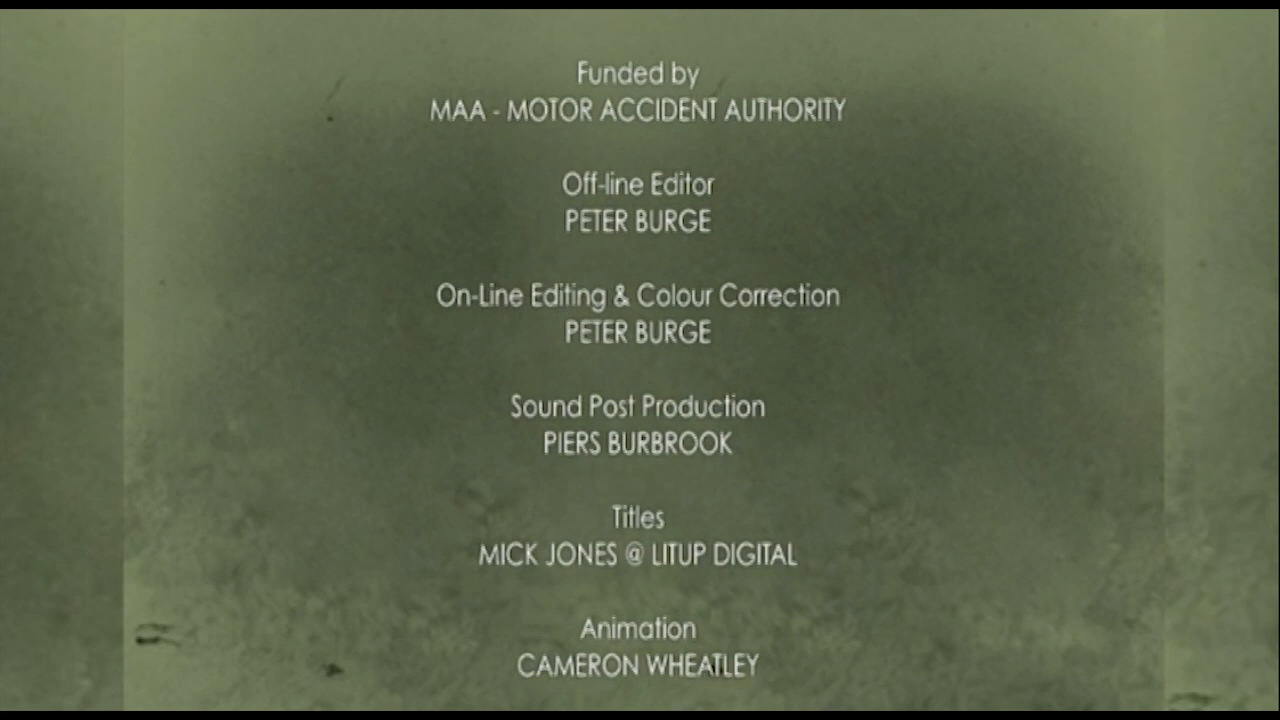 Funded by
MAA - MOTOR ACCIDENT AUTHORITY
Off-line Editor
PETER BURGE
On-Line Editing & Colour Correction
PETER BURGE
Sound Post Production
PIERS BURBROOK
Titles
MICK JONES @ LITUP DIGITAL
Animation
CAMERON WHEATLEY